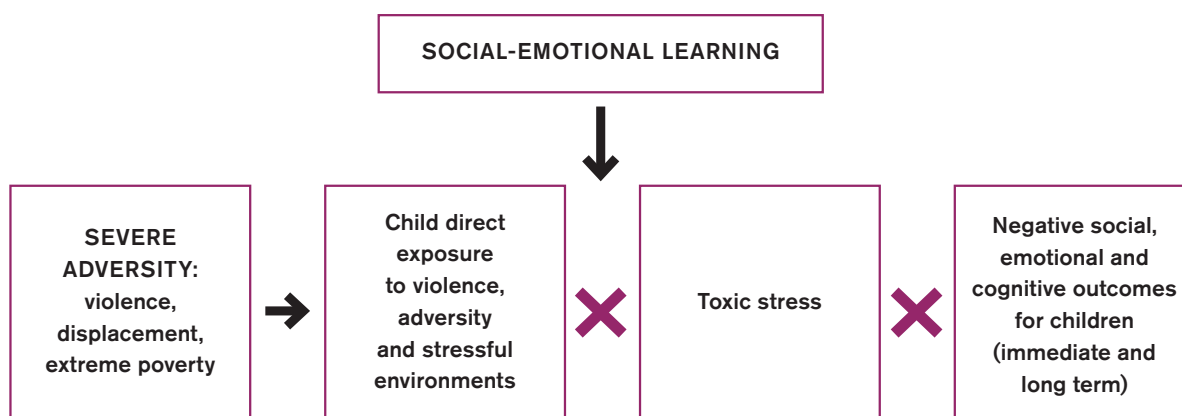 SOCIAL-EMOTIONAL LEARNING
SEVERE
ADVERSITY:
violence,
displacement,
extreme poverty
Child direct
exposure
to violence,
adversity
and stressful
environments
Toxic stress
Negative social,
emotional and
cognitive outcomes
for children
(immediate and
long term)